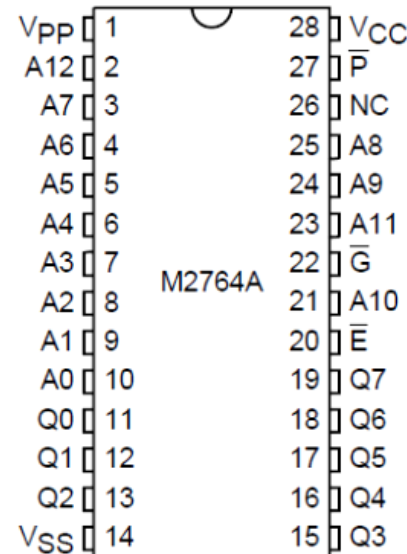 VPP 1 28 VCC
A12 2 27 P̅
A7 3 26 NC
A6 4 25 A8
A5 5 24 A9
A4 6 23 A11
A3 7 22 G̅
M2764A
A2 8 21 A10
A1 9 20 E̅
A0 10 19 Q7
Q0 11 18 Q6
Q1 12 17 Q5
Q2 13 16 Q4
VSS 14 15 Q3